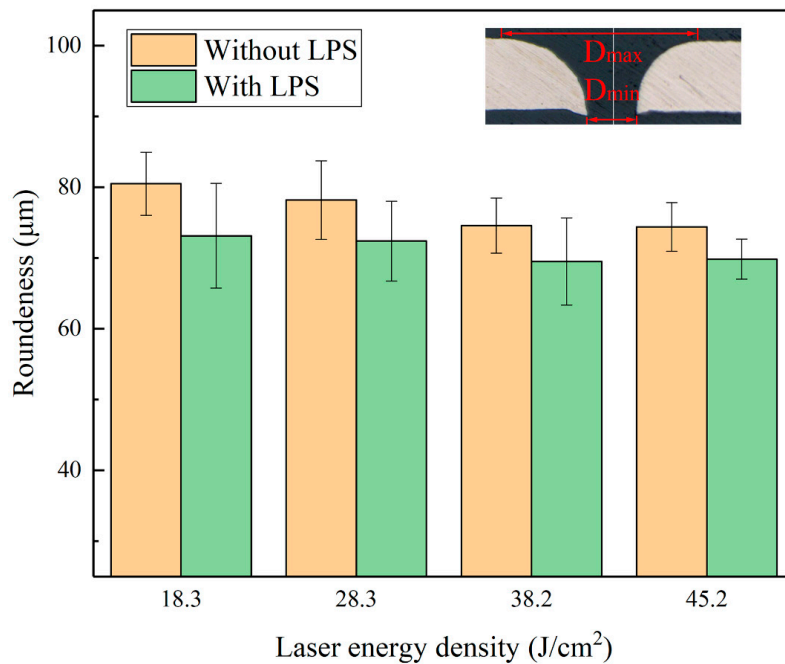 Roundeness (μm)
100
80
60
40
Without LPS
With LPS
Dmax
Dmin
18.3
28.3
38.2
45.2
Laser energy density (J/cm²)